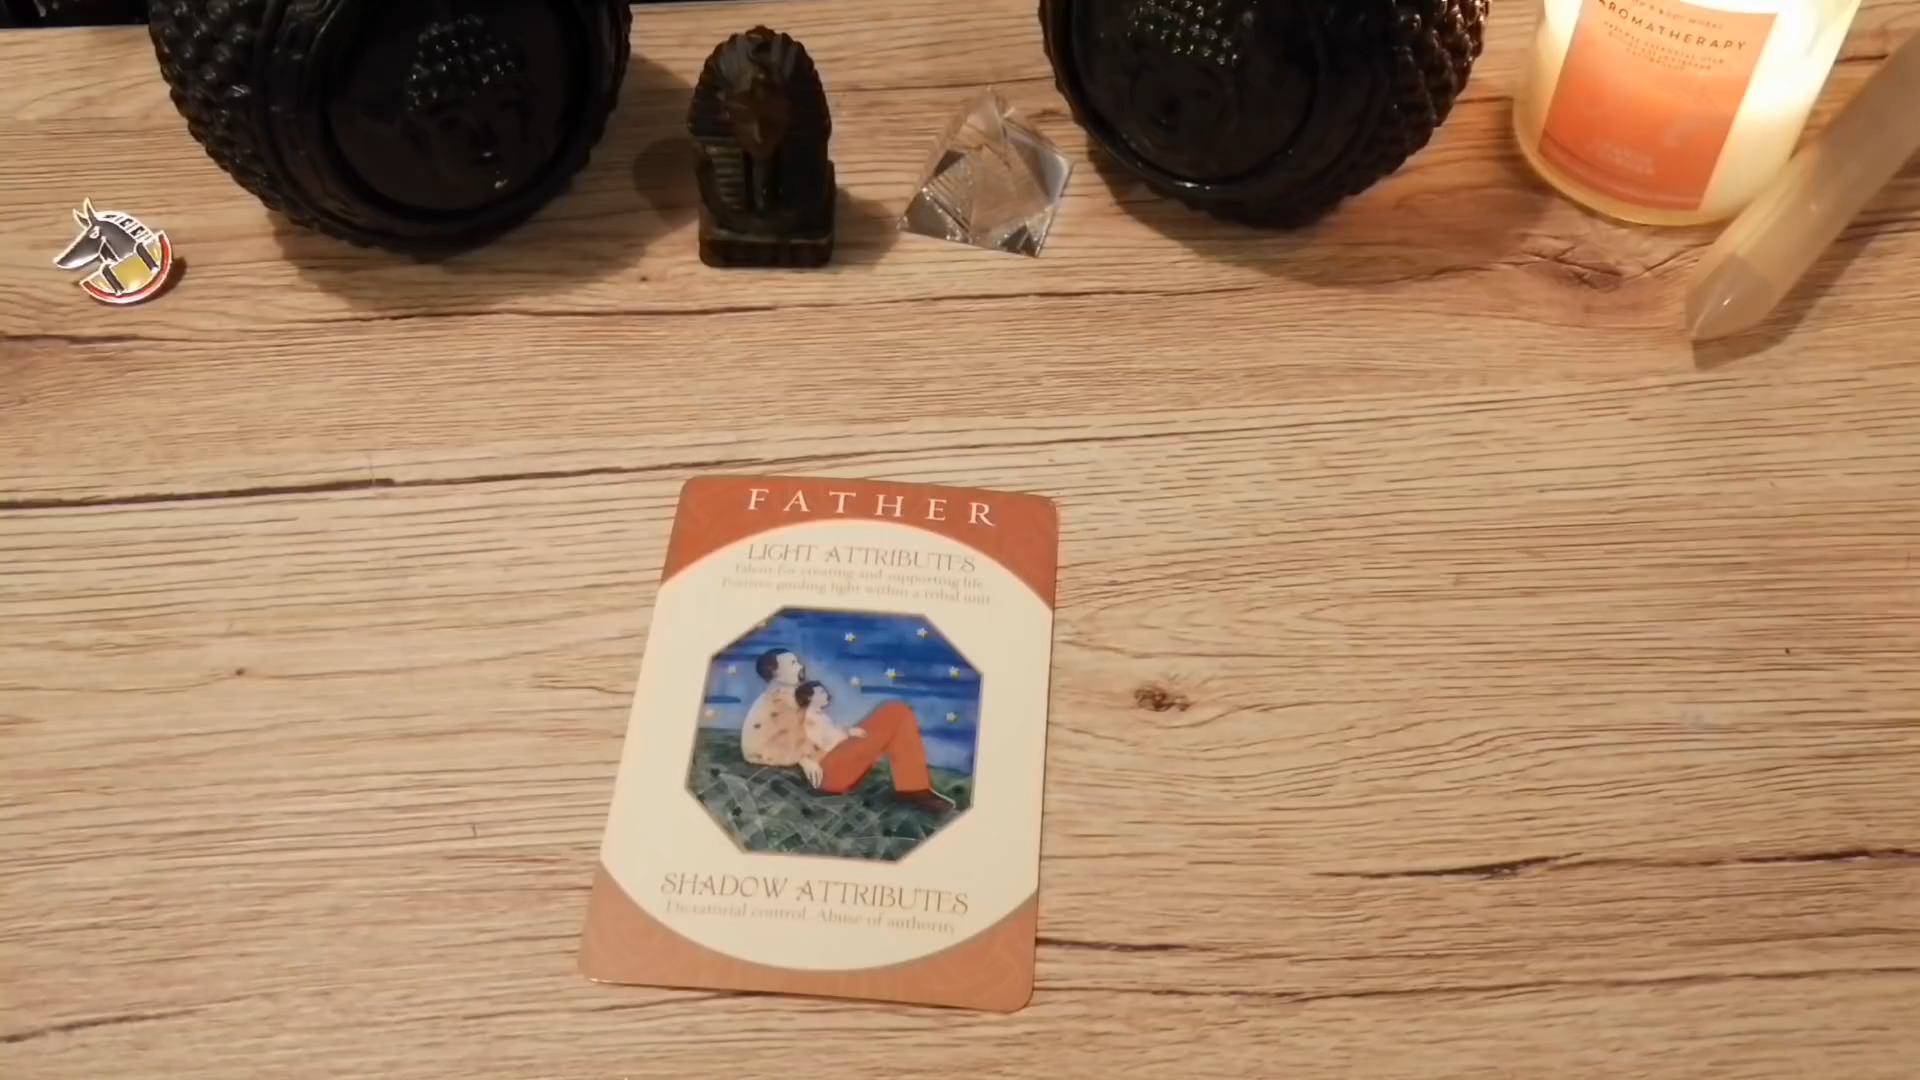 AROMATHERAPY
FATHER
LIGHT ATTRIBUTES
Talent for creating and supporting life
Positive guiding light within a tribal unit
SHADOW ATTRIBUTES
Dictatorial control. Abuse of authority